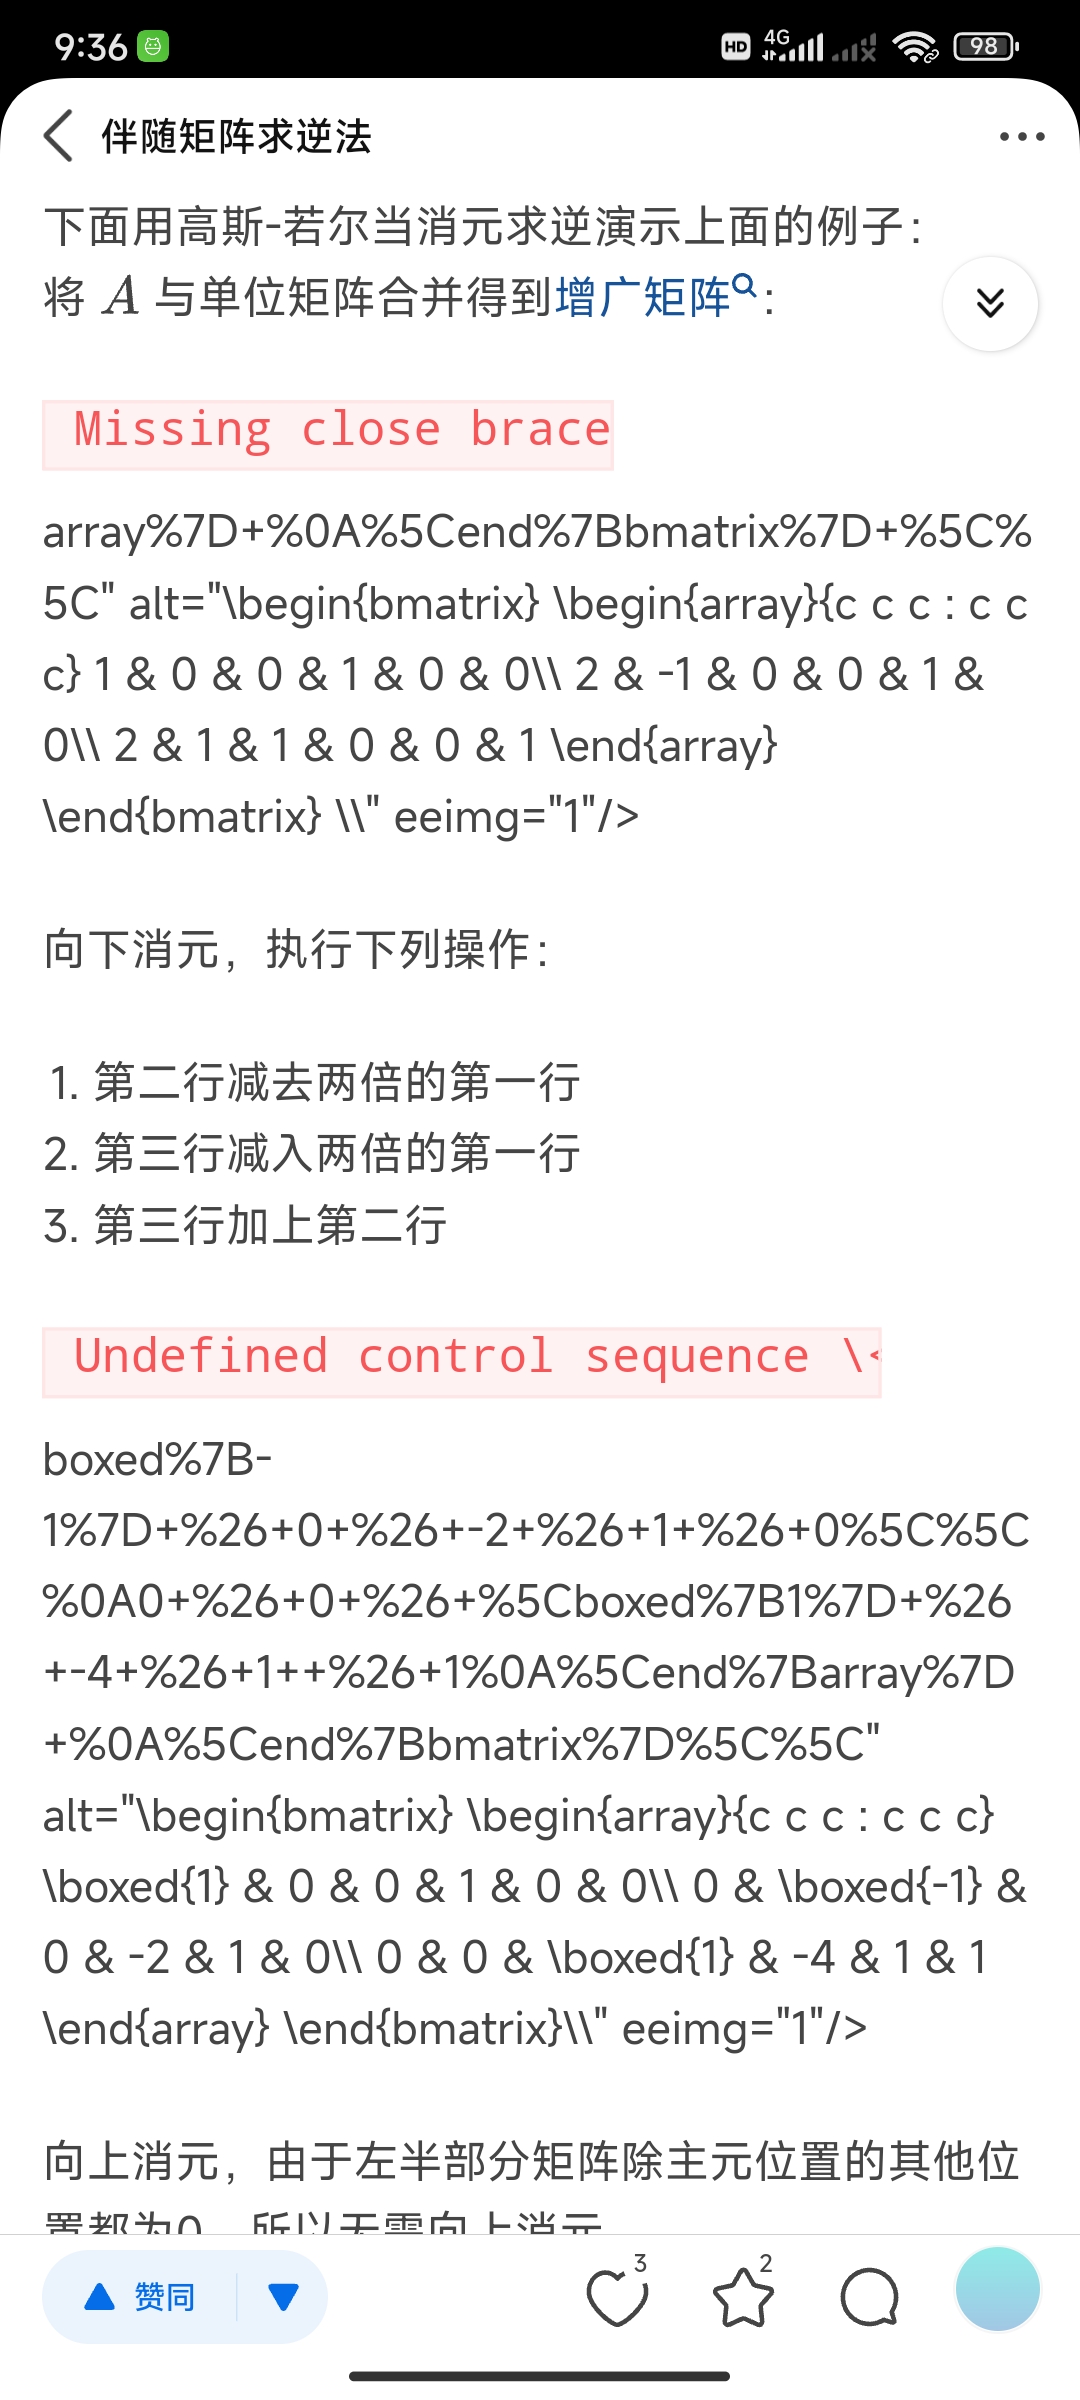 9:36
HD 4G 98
伴随矩阵求逆法
下面用高斯-若尔当消元求逆演示上面的例子：
将 A 与单位矩阵合并得到增广矩阵：
Missing close brace
array%7D+%0A%5Cend%7Bbmatrix%7D+%5C%
5C" alt="\begin{bmatrix} \begin{array}{c c c : c c
c} 1 & 0 & 0 & 1 & 0 & 0\\ 2 & -1 & 0 & 0 & 1 &
0\\ 2 & 1 & 1 & 0 & 0 & 1 \end{array}
\end{bmatrix} \\" eeimg="1"/>
向下消元，执行下列操作：
1. 第二行减去两倍的第一行
2. 第三行减入两倍的第一行
3. 第三行加上第二行
Undefined control sequence \<
boxed%7B-
1%7D+%26+0+%26+-2+%26+1+%26+0%5C%5C
%0A0+%26+0+%26+%5Cboxed%7B1%7D+%26
+-4+%26+1++%26+1%0A%5Cend%7Barray%7D
+%0A%5Cend%7Bbmatrix%7D%5C%5C"
alt="\begin{bmatrix} \begin{array}{c c c : c c c}
\boxed{1} & 0 & 0 & 1 & 0 & 0\\ 0 & \boxed{-1} &
0 & -2 & 1 & 0\\ 0 & 0 & \boxed{1} & -4 & 1 & 1
\end{array} \end{bmatrix}\\" eeimg="1"/>
向上消元，由于左半部分矩阵除主元位置的其他位
置都为0，所以无需向上消元
赞同 3 2